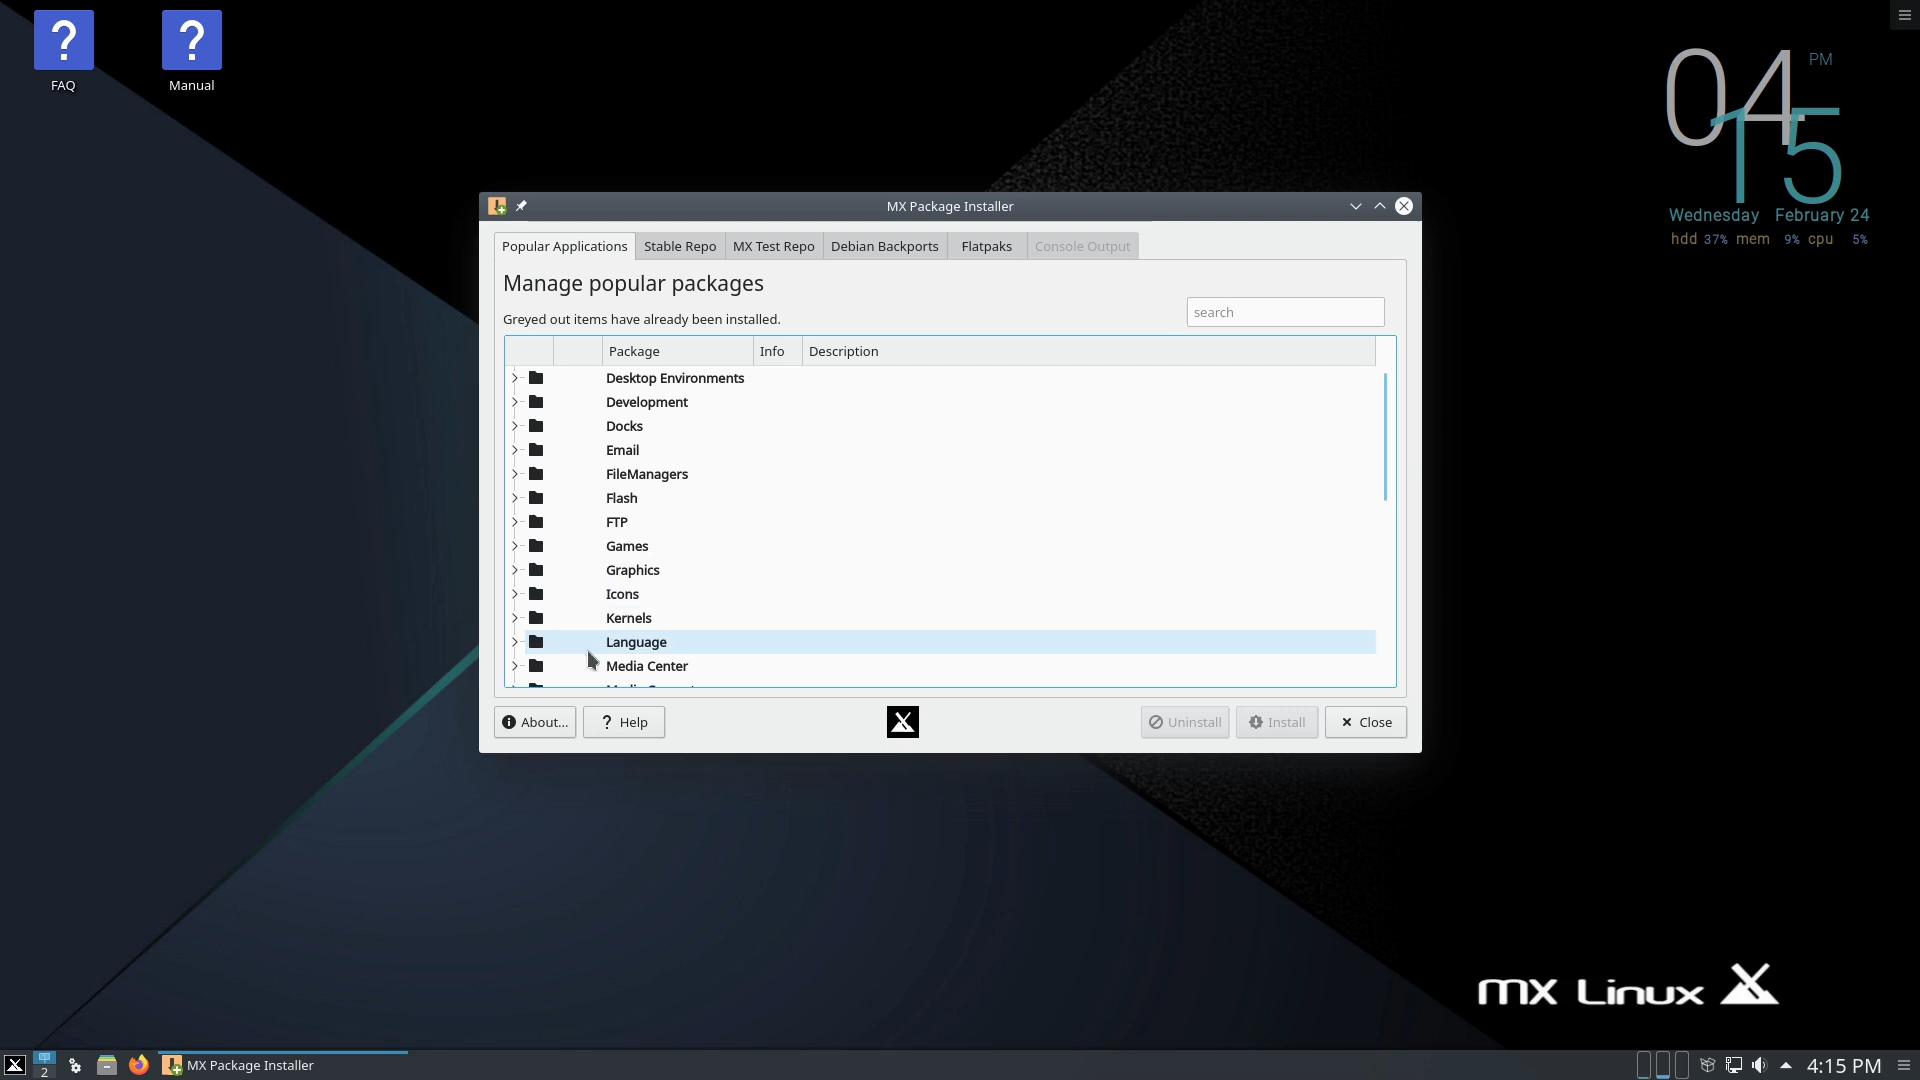 FAQ
Manual
04
PM
15
Wednesday February 24
hdd 37% mem 9% cpu 5%
MX Package Installer
Popular Applications
Stable Repo
MX Test Repo
Debian Backports
Flatpaks
Console Output
Manage popular packages
search
Greyed out items have already been installed.
Package
Info
Description
Desktop Environments
Development
Docks
Email
FileManagers
Flash
FTP
Games
Graphics
Icons
Kernels
Language
Media Center
About...
? Help
Uninstall
Install
Close
MX Linux
2
MX Package Installer
4:15 PM